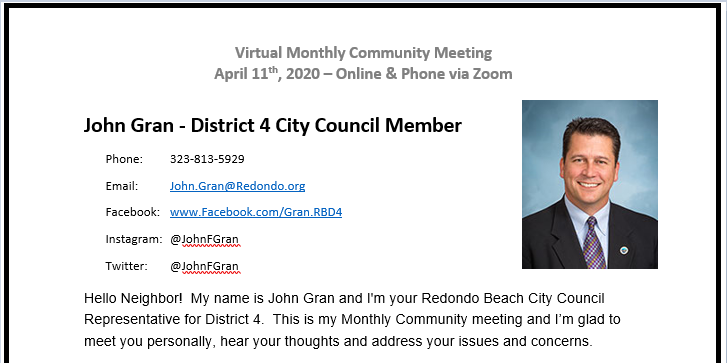 Virtual Monthly Community Meeting
April 11th, 2020 – Online & Phone via Zoom
John Gran - District 4 City Council Member
Phone: 323-813-5929
Email: John.Gran@Redondo.org
Facebook: www.Facebook.com/Gran.RBD4
Instagram: @JohnFGran
Twitter: @JohnFGran
Hello Neighbor!  My name is John Gran and I'm your Redondo Beach City Council
Representative for District 4.  This is my Monthly Community meeting and I'm glad to
meet you personally, hear your thoughts and address your issues and concerns.